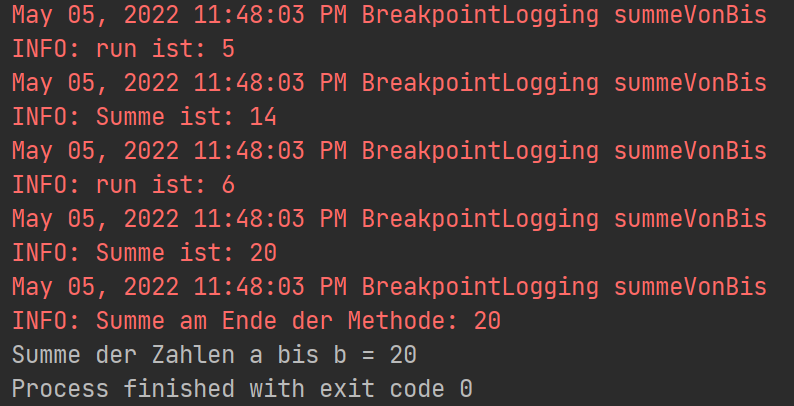 May 05, 2022 11:48:03 PM BreakpointLogging summeVonBis
INFO: run ist: 5
May 05, 2022 11:48:03 PM BreakpointLogging summeVonBis
INFO: Summe ist: 14
May 05, 2022 11:48:03 PM BreakpointLogging summeVonBis
INFO: run ist: 6
May 05, 2022 11:48:03 PM BreakpointLogging summeVonBis
INFO: Summe ist: 20
May 05, 2022 11:48:03 PM BreakpointLogging summeVonBis
INFO: Summe am Ende der Methode: 20
Summe der Zahlen a bis b = 20
Process finished with exit code 0